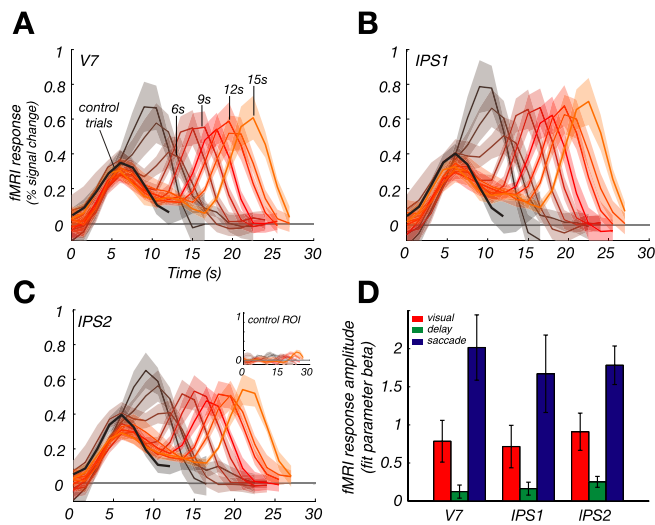 A
V7
1
0.8
0.6
0.4
0.2
0
fMRI response
(% signal change)
control
trials
6s
9s
12s
15s
0 5 10 15 20 25 30
Time (s)
B
IPS1
1
0.8
0.6
0.4
0.2
0
0 5 10 15 20 25 30
C
IPS2
1
0.8
0.6
0.4
0.2
0
control ROI
1
0
0 15 30
0 5 10 15 20 25 30
D
visual
delay
saccade
fMRI response amplitude
(fit parameter beta)
2
1.5
1
0.5
0
V7 IPS1 IPS2